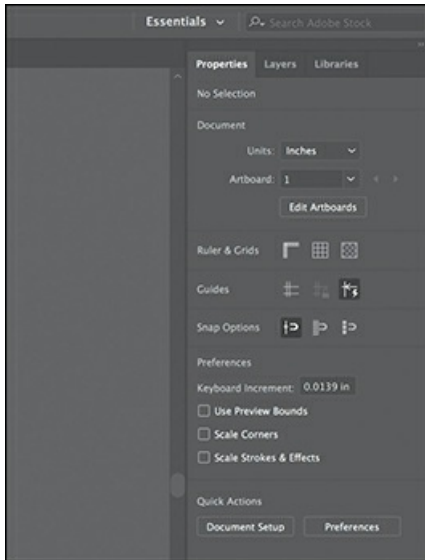 Essentials Search Adobe Stock
Properties Layers Libraries
No Selection
Document
Units: Inches
Artboard: 1
Edit Artboards
Ruler & Grids
Guides
Snap Options
Preferences
Keyboard Increment: 0.0139 in
Use Preview Bounds
Scale Corners
Scale Strokes & Effects
Quick Actions
Document Setup Preferences